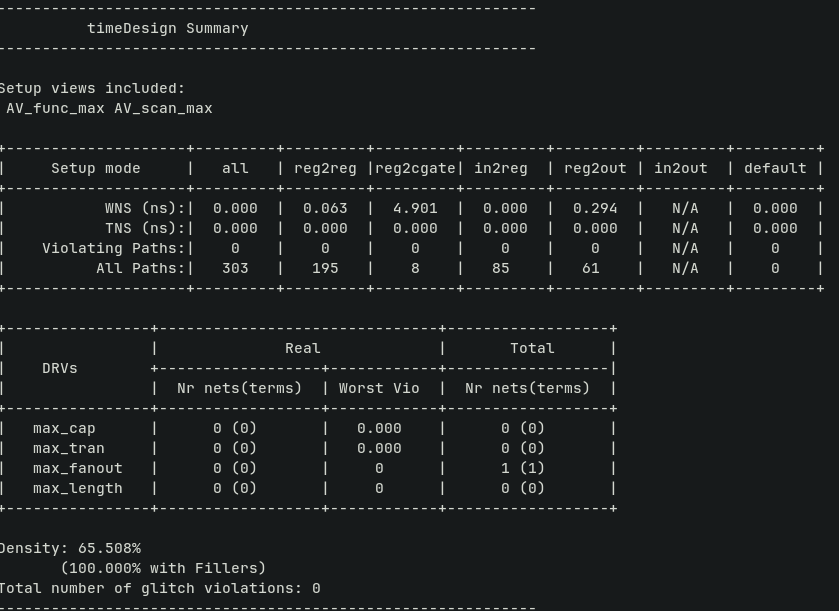 ------------------------------------------------------------
          timeDesign Summary
------------------------------------------------------------
Setup views included:
 AV_func_max AV_scan_max
+--------------------+---------+---------+---------+---------+---------+---------+---------+
|     Setup mode     |   all   | reg2reg |reg2cgate| in2reg  | reg2out | in2out  | default |
+--------------------+---------+---------+---------+---------+---------+---------+---------+
|           WNS (ns):|  0.000  |  0.063  |  4.901  |  0.000  |  0.294  |   N/A   |  0.000  |
|           TNS (ns):|  0.000  |  0.000  |  0.000  |  0.000  |  0.000  |   N/A   |  0.000  |
|    Violating Paths:|    0    |    0    |    0    |    0    |    0    |   N/A   |    0    |
|          All Paths:|   303   |   195   |    8    |   85    |   61    |   N/A   |    0    |
+--------------------+---------+---------+---------+---------+---------+---------+---------+
+----------------+-------------------------------+------------------+
|                |              Real             |       Total      |
|    DRVs        +------------------+------------+------------------|
|                |  Nr nets(terms)  | Worst Vio  |  Nr nets(terms)  |
+----------------+------------------+------------+------------------+
|   max_cap      |      0 (0)       |   0.000    |      0 (0)       |
|   max_tran     |      0 (0)       |   0.000    |      0 (0)       |
|   max_fanout   |      0 (0)       |     0      |      1 (1)       |
|   max_length   |      0 (0)       |     0      |      0 (0)       |
+----------------+------------------+------------+------------------+
Density: 65.508%
       (100.000% with Fillers)
Total number of glitch violations: 0
------------------------------------------------------------